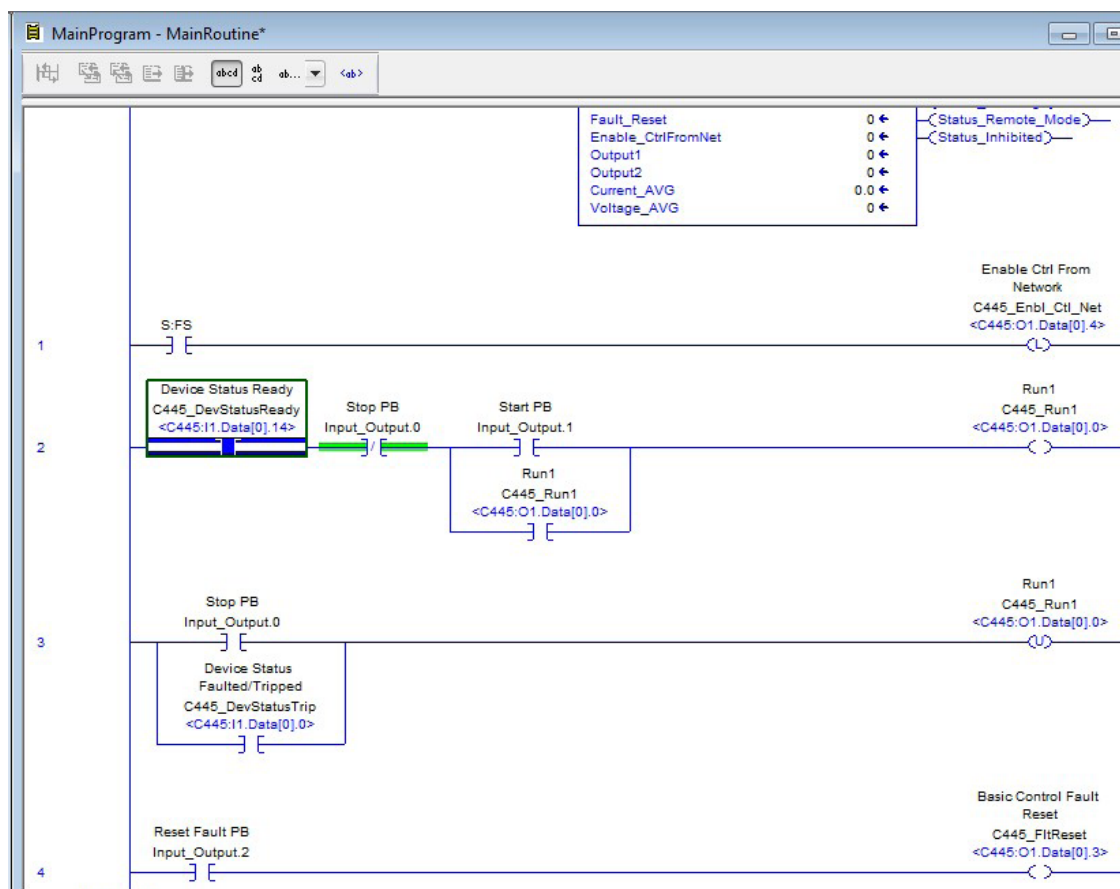 MainProgram - MainRoutine*
abcd
ab
cd
ab...
<ab>
Fault_Reset 0
Status_Remote_Mode
Enable_CtrlFromNet 0
Status_Inhibited
Output1 0
Output2 0
Current_AVG 0.0
Voltage_AVG 0
Enable Ctrl From
Network
C445_Enbl_Ctl_Net
<C445:O1.Data[0].4>
S:FS
L
1
Device Status Ready
C445_DevStatusReady
<C445:I1.Data[0].14>
Stop PB
Input_Output.0
/
Start PB
Input_Output.1
Run1
C445_Run1
<C445:O1.Data[0].0>
2
Run1
C445_Run1
<C445:O1.Data[0].0>
Stop PB
Input_Output.0
Run1
C445_Run1
<C445:O1.Data[0].0>
U
3
Device Status
Faulted/Tripped
C445_DevStatusTrip
<C445:I1.Data[0].0>
Reset Fault PB
Input_Output.2
Basic Control Fault
Reset
C445_FltReset
<C445:O1.Data[0].3>
4